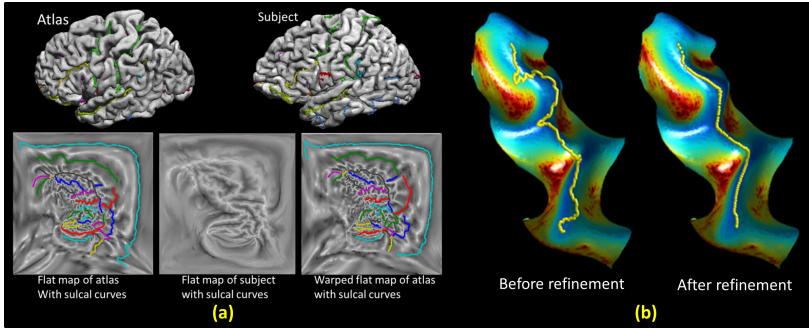 Atlas
Subject
Flat map of atlas
With sulcal curves
Flat map of subject
with sulcal curves
Warped flat map of atlas
with sulcal curves
(a)
Before refinement
After refinement
(b)